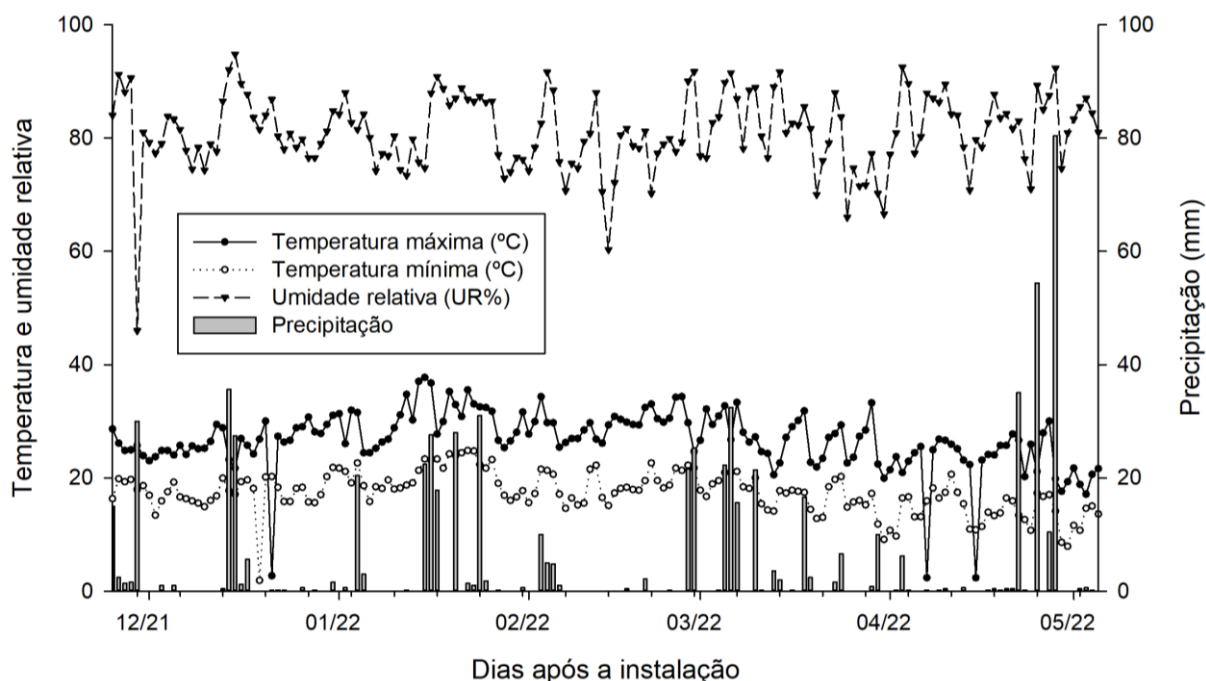 100
80
60
40
20
0
Temperatura e umidade relativa
Temperatura máxima (ºC)
Temperatura mínima (ºC)
Umidade relativa (UR%)
Precipitação
100
80
60
40
20
0
Precipitação (mm)
12/21 01/22 02/22 03/22 04/22 05/22
Dias após a instalação